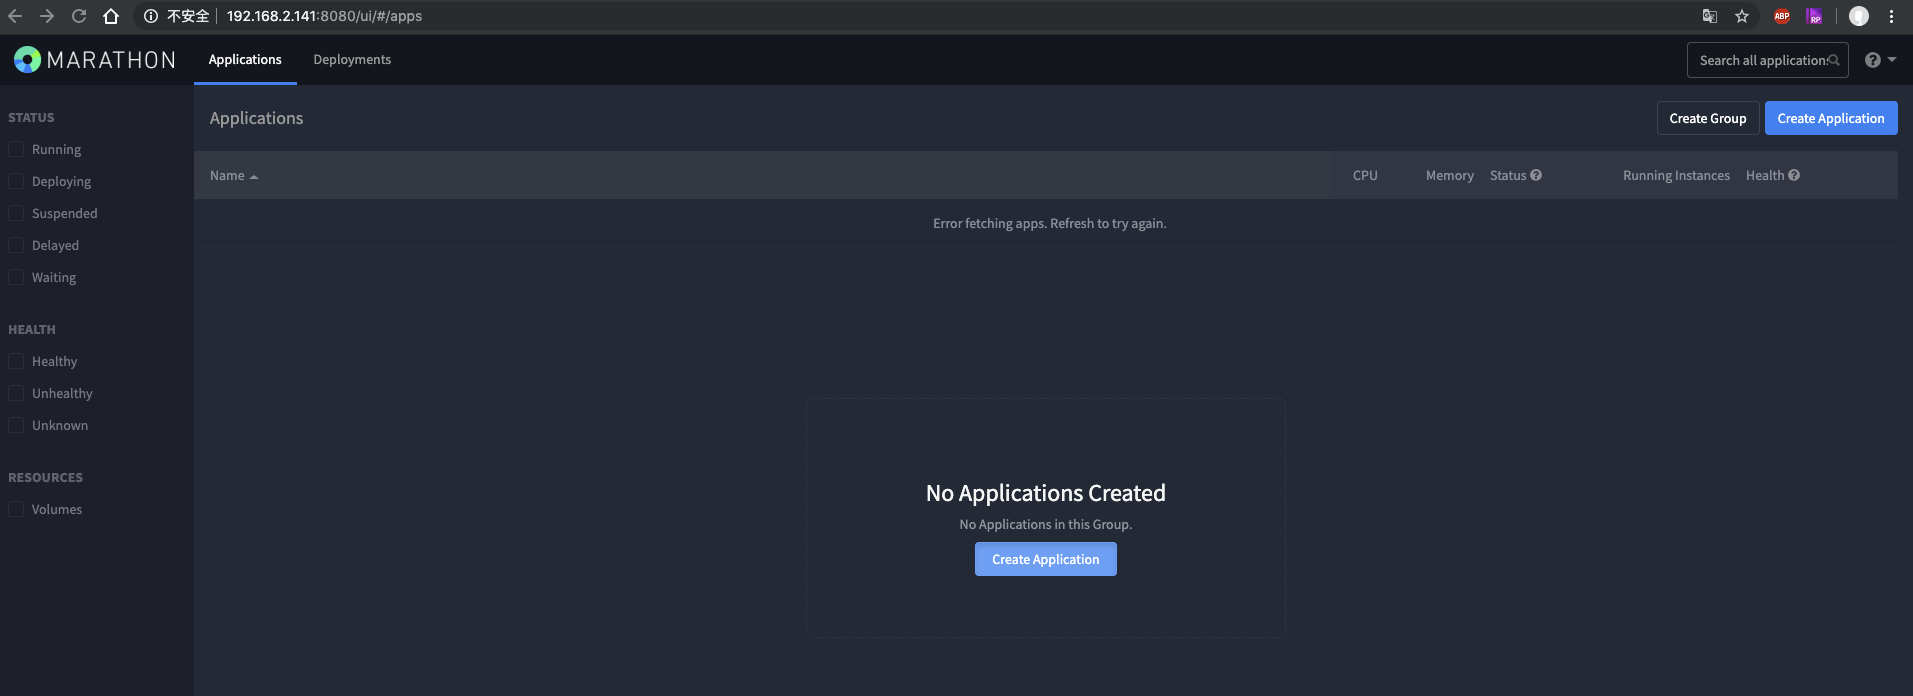 不安全 192.168.2.141:8080/ui/#/apps
ABP
RP
MARATHON
Applications
Deployments
Search all application
STATUS
Running
Deploying
Suspended
Delayed
Waiting
HEALTH
Healthy
Unhealthy
Unknown
RESOURCES
Volumes
Applications
Create Group
Create Application
Name CPU Memory Status Running Instances Health
Error fetching apps. Refresh to try again.
No Applications Created
No Applications in this Group.
Create Application